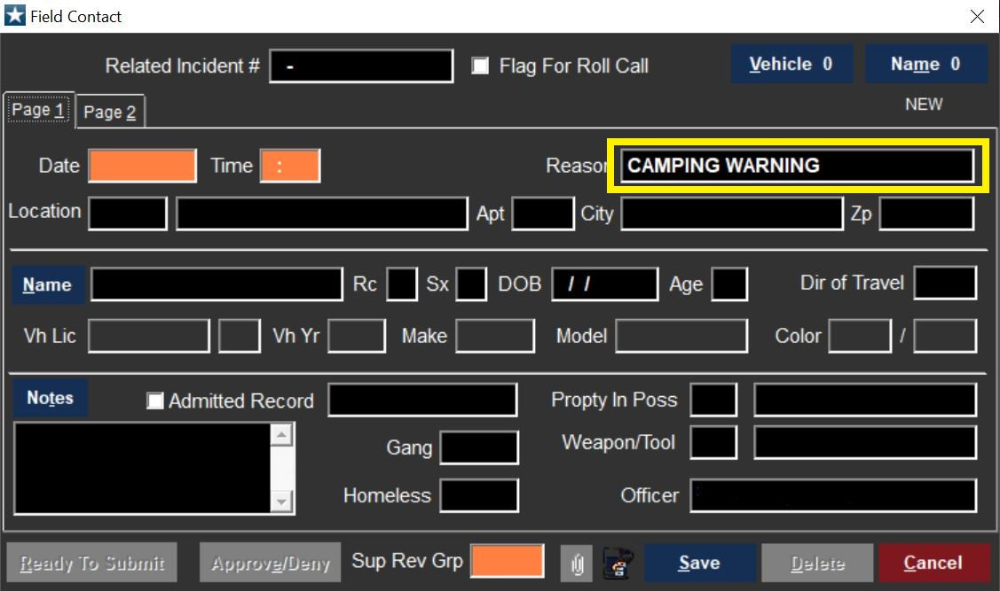 Field Contact
Related Incident # - Flag For Roll Call Vehicle 0 Name 0
NEW
Page 1 Page 2
Date Time : Reason CAMPING WARNING
Location Apt City Zp
Name Rc Sx DOB / / Age Dir of Travel
Vh Lic Vh Yr Make Model Color /
Notes Admitted Record Propty In Poss
Gang Weapon/Tool
Homeless Officer
Ready To Submit Approve/Deny Sup Rev Grp Save Delete Cancel